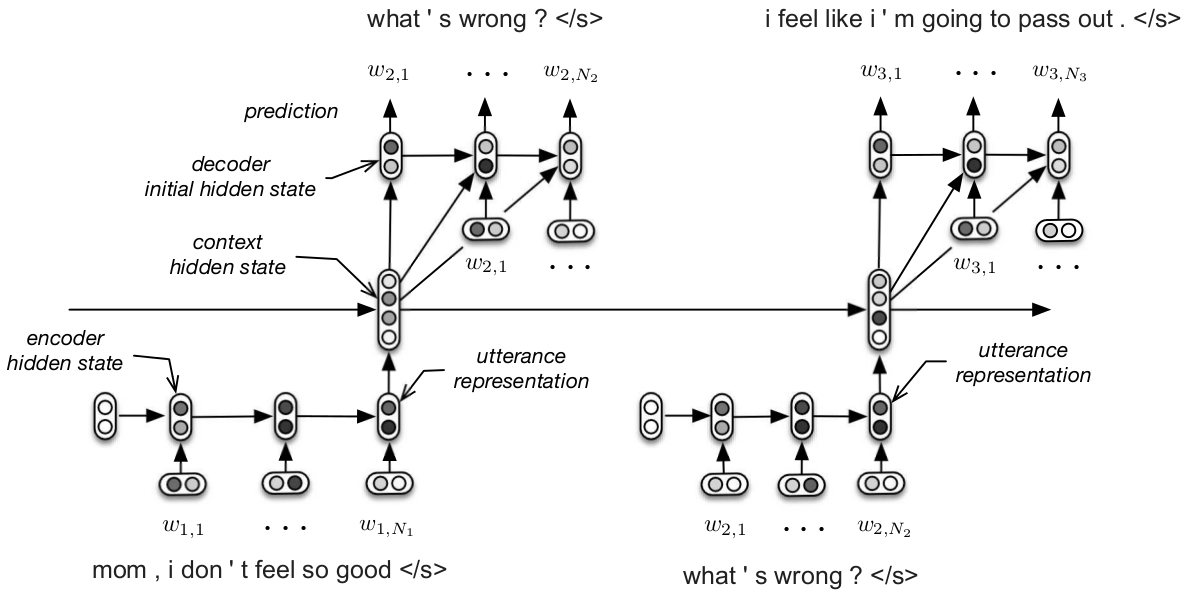 what ' s wrong ? </s>
i feel like i ' m going to pass out . </s>
w2,1 . . . w2,N2
w3,1 . . . w3,N3
prediction
decoder
initial hidden state
context
hidden state
w2,1 . . .
w3,1 . . .
encoder
hidden state
utterance
representation
utterance
representation
w1,1 . . . w1,N1
w2,1 . . . w2,N2
mom , i don ' t feel so good </s>
what ' s wrong ? </s>